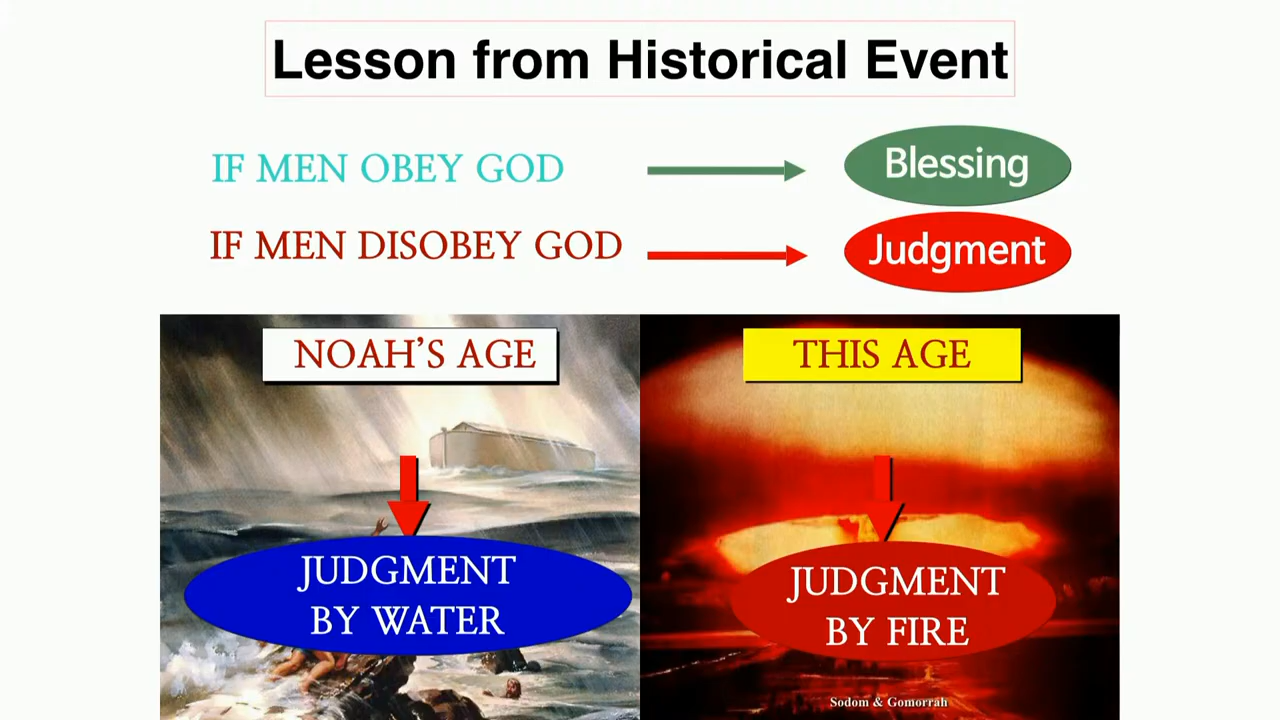 Lesson from Historical Event
IF MEN OBEY GOD
Blessing
IF MEN DISOBEY GOD
Judgment
NOAH'S AGE
JUDGMENT
BY WATER
THIS AGE
JUDGMENT
BY FIRE
Sodom & Gomorrah